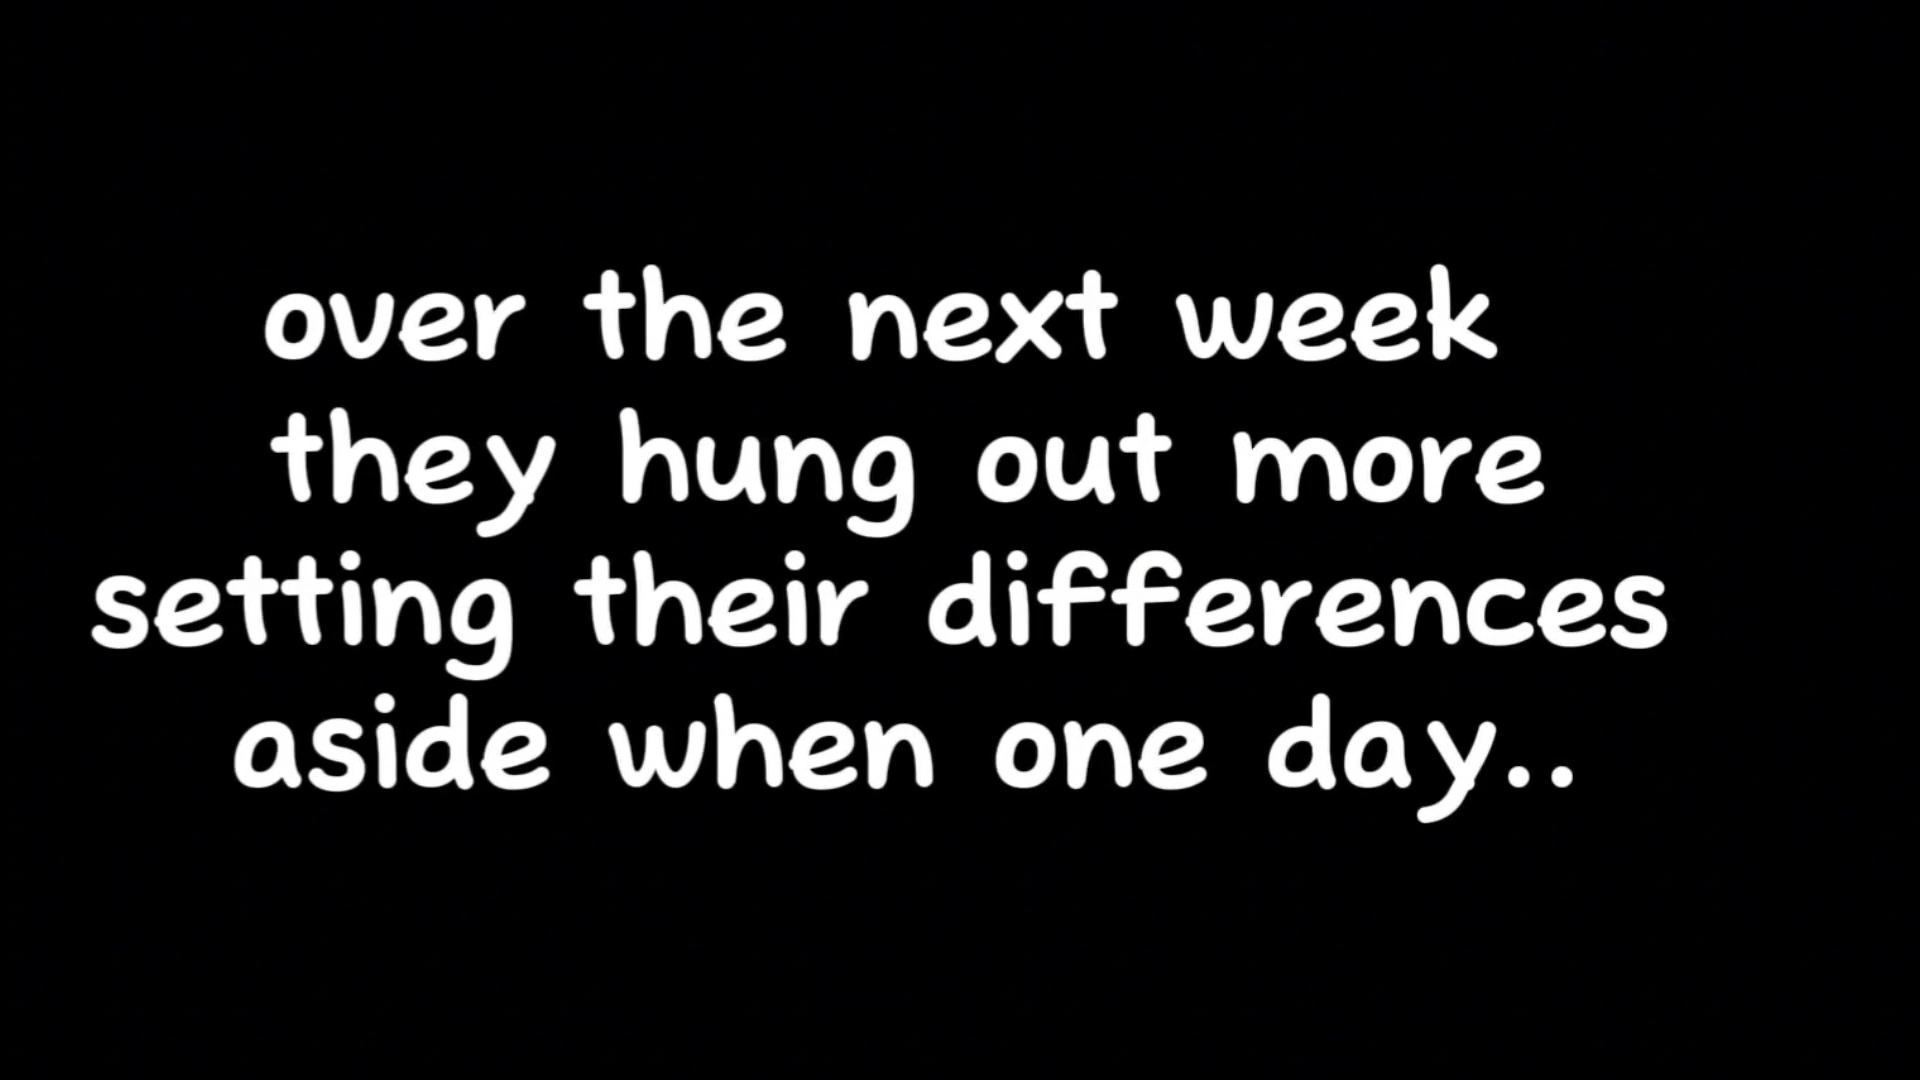 over the next week
they hung out more
setting their differences
aside when one day..